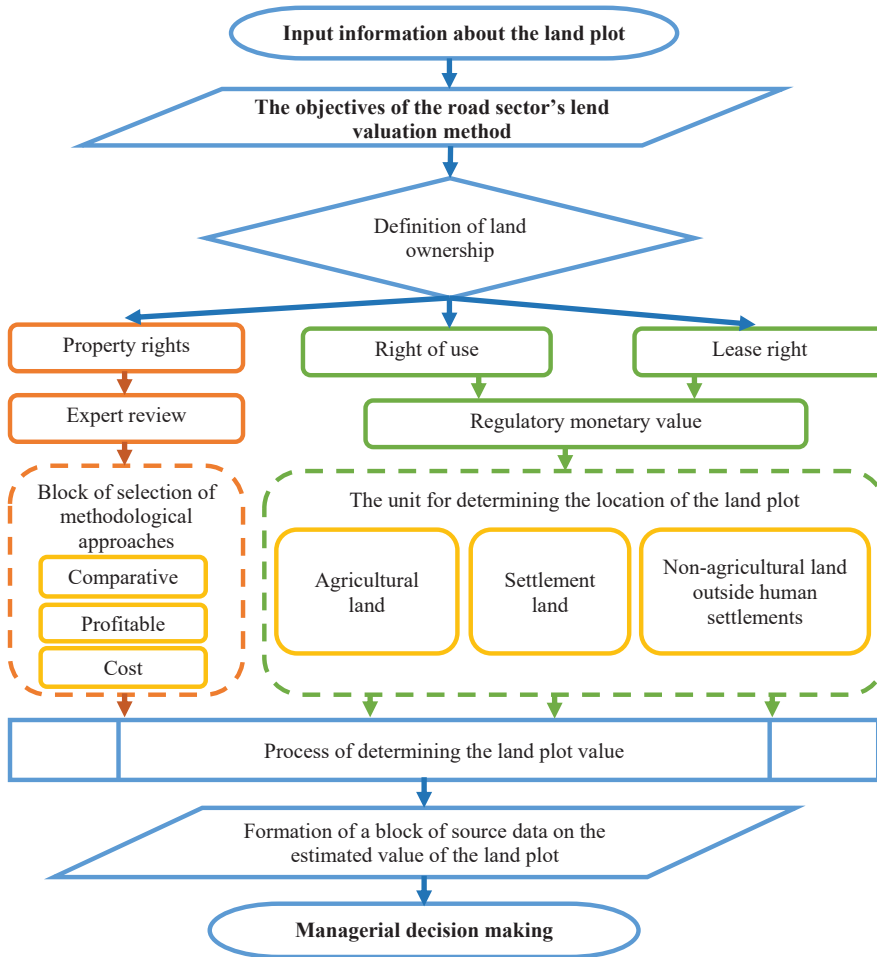 Input information about the land plot
The objectives of the road sector's lend
valuation method
Definition of land
ownership
Property rights
Right of use
Lease right
Expert review
Regulatory monetary value
Block of selection of
methodological
approaches
Comparative
Profitable
Cost
The unit for determining the location of the land plot
Agricultural
land
Settlement
land
Non-agricultural land
outside human
settlements
Process of determining the land plot value
Formation of a block of source data on the
estimated value of the land plot
Managerial decision making